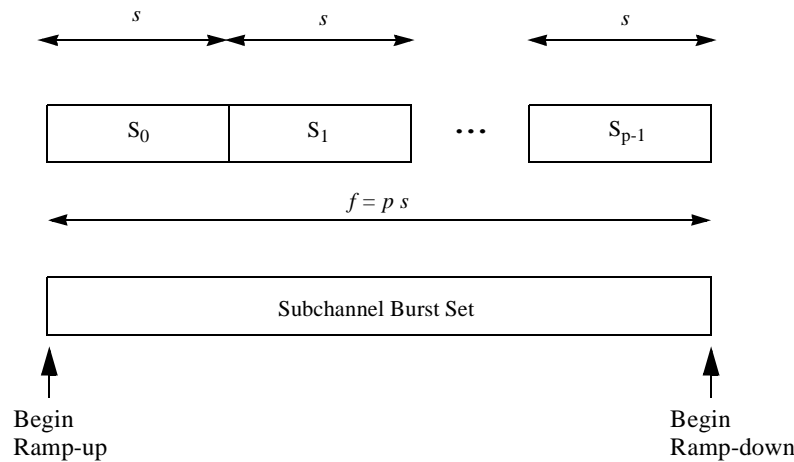 s s s
S0 S1 ... Sp-1
f = p s
Subchannel Burst Set
Begin
Ramp-up
Begin
Ramp-down